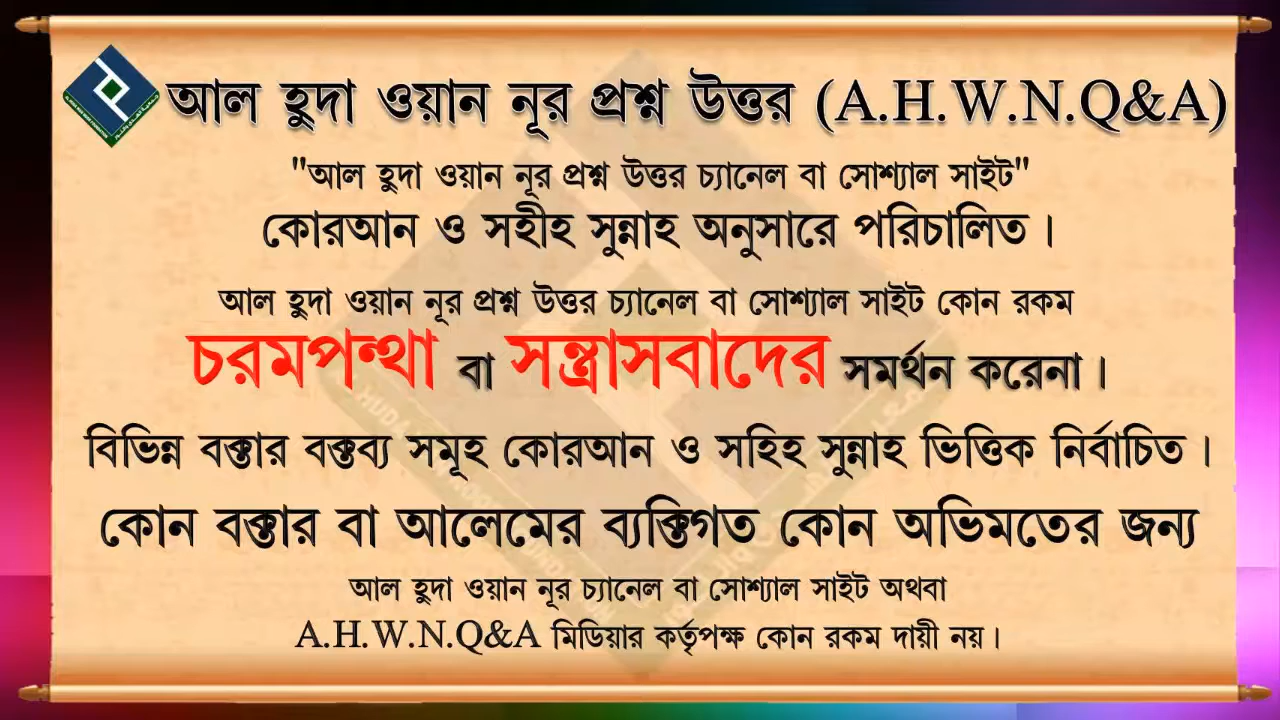 আল হুদা ওয়ান নূর প্রশ্ন উত্তর (A.H.W.N.Q&A)
"আল হুদা ওয়ান নূর প্রশ্ন উত্তর চ্যানেল বা সোশ্যাল সাইট"
কোরআন ও সহীহ সুন্নাহ অনুসারে পরিচালিত।
আল হুদা ওয়ান নূর প্রশ্ন উত্তর চ্যানেল বা সোশ্যাল সাইট কোন রকম
চরমপন্থা বা সন্ত্রাসবাদের সমর্থন করেনা।
বিভিন্ন বক্তার বক্তব্য সমূহ কোরআন ও সহিহ সুন্নাহ ভিত্তিক নির্বাচিত।
কোন বক্তার বা আলেমের ব্যক্তিগত কোন অভিমতের জন্য
আল হুদা ওয়ান নূর চ্যানেল বা সোশ্যাল সাইট অথবা
A.H.W.N.Q&A মিডিয়ার কর্তৃপক্ষ কোন রকম দায়ী নয়।